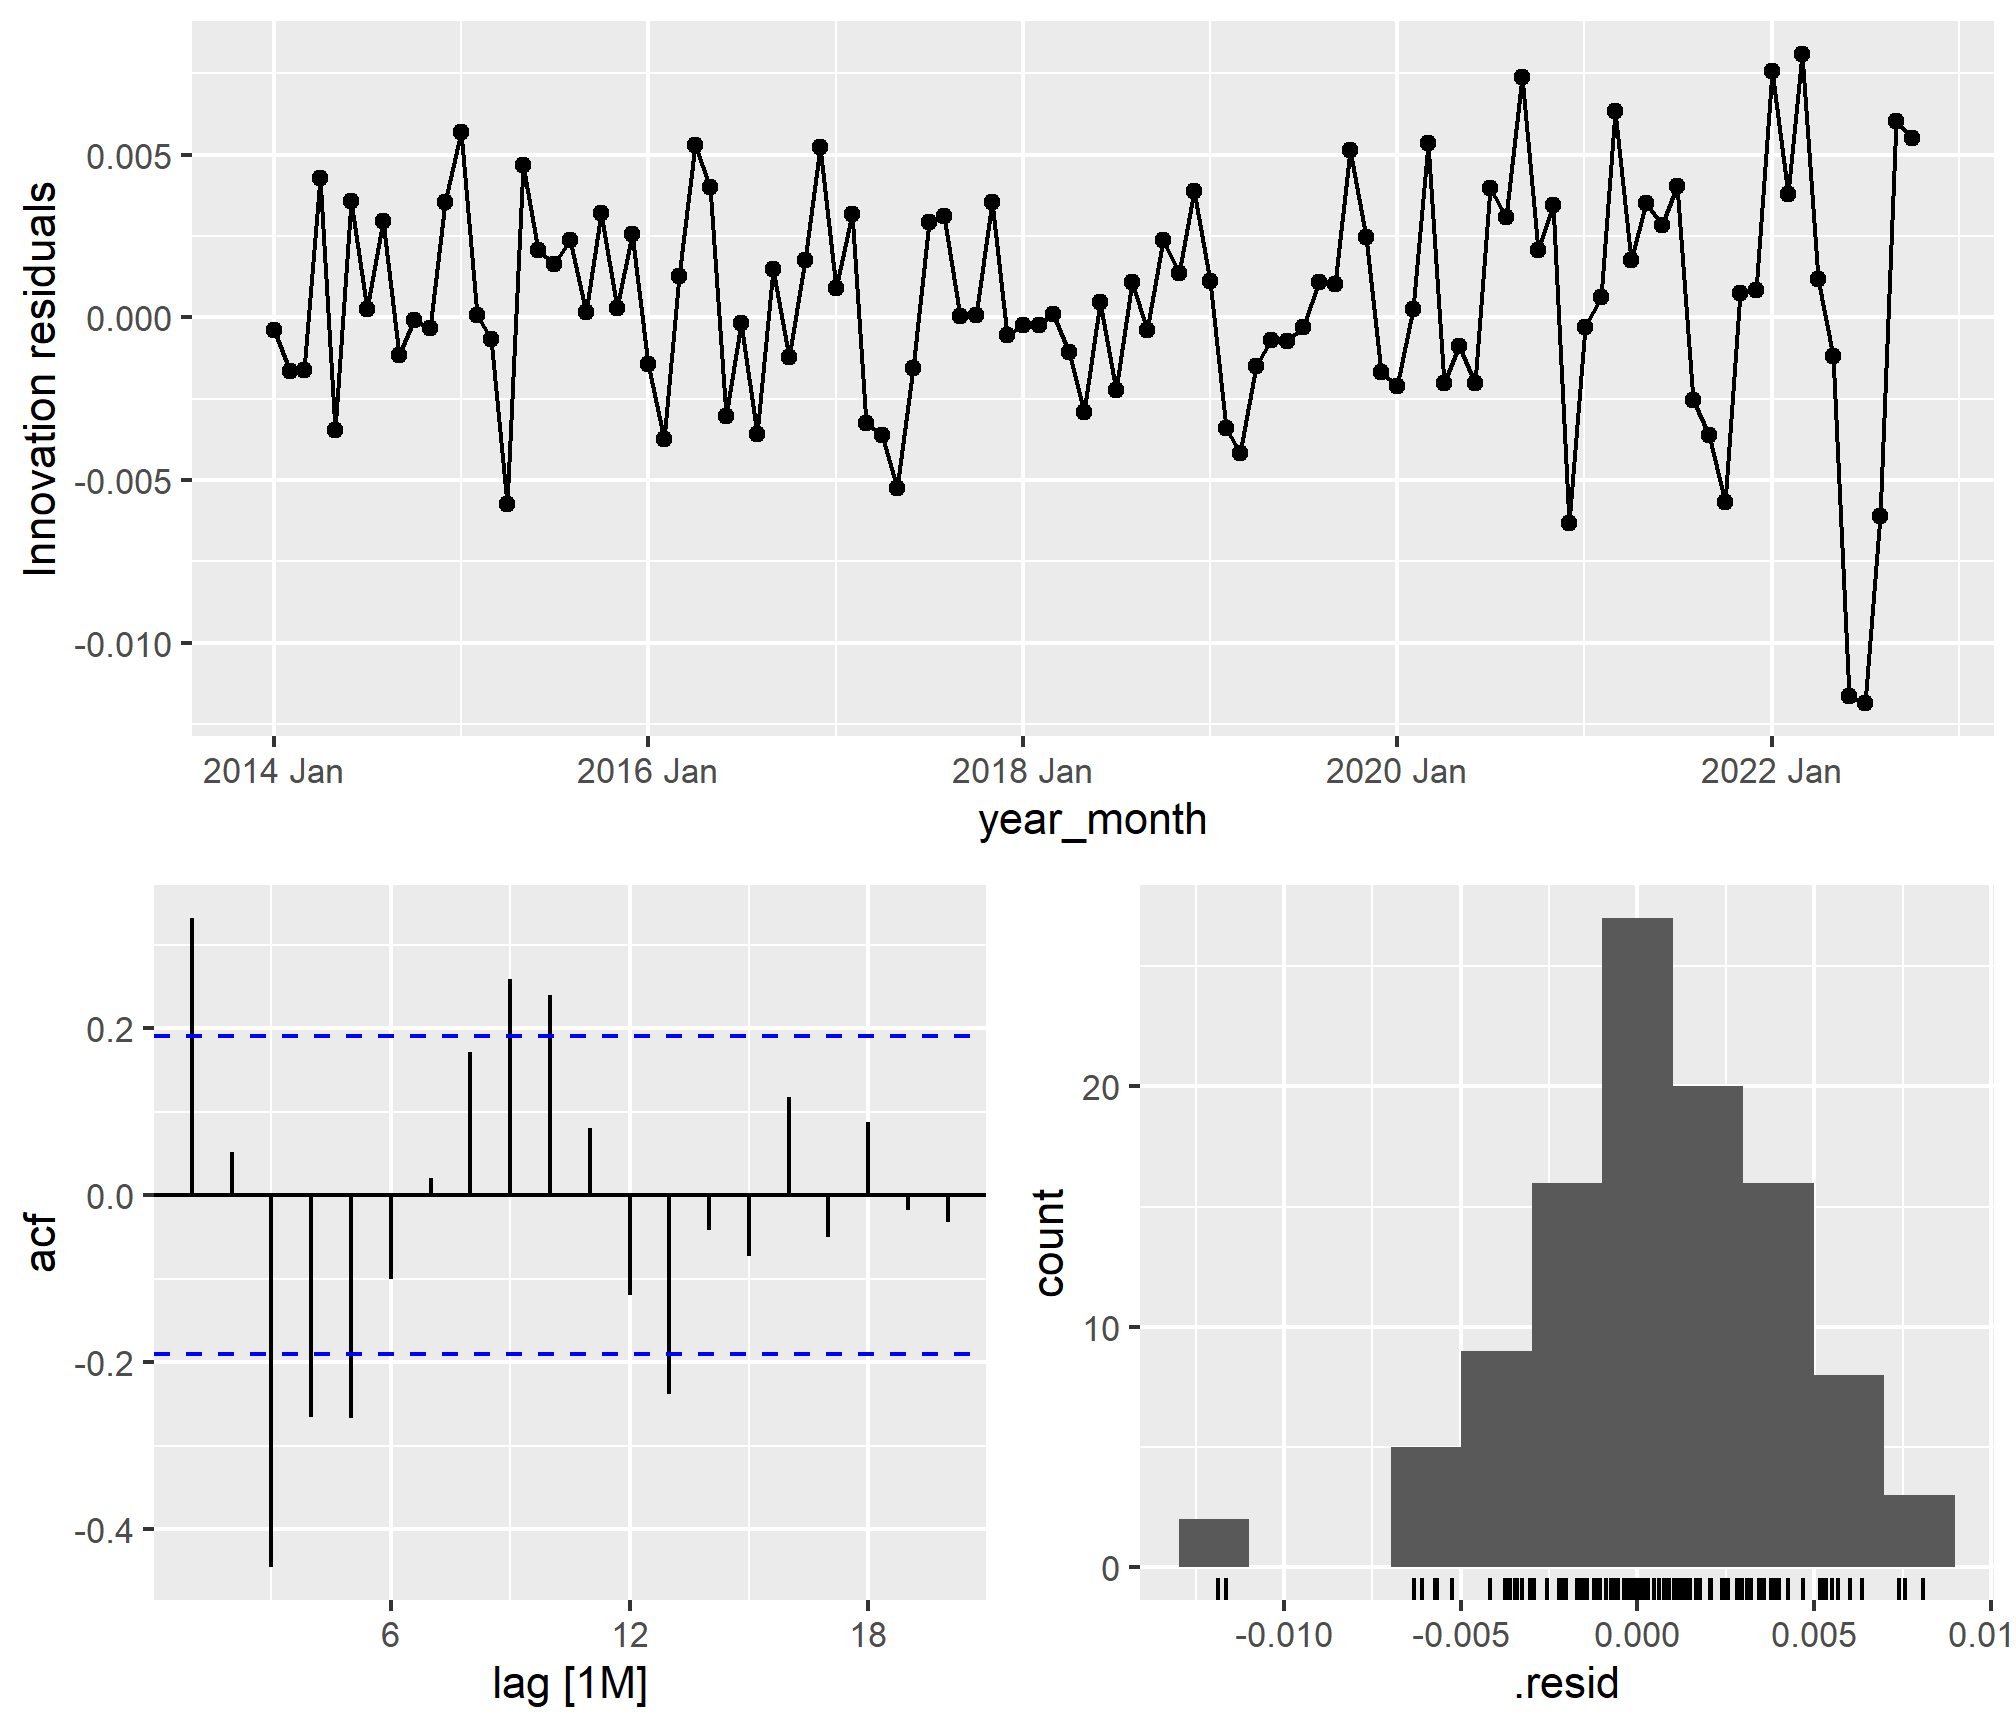 Innovation residuals
0.005
0.000
-0.005
-0.010
2014 Jan 2016 Jan 2018 Jan 2020 Jan 2022 Jan
year_month
acf
0.2
0.0
-0.2
-0.4
6 12 18
lag [1M]
count
20
10
0
-0.010 -0.005 0.000 0.005 0.01
.resid